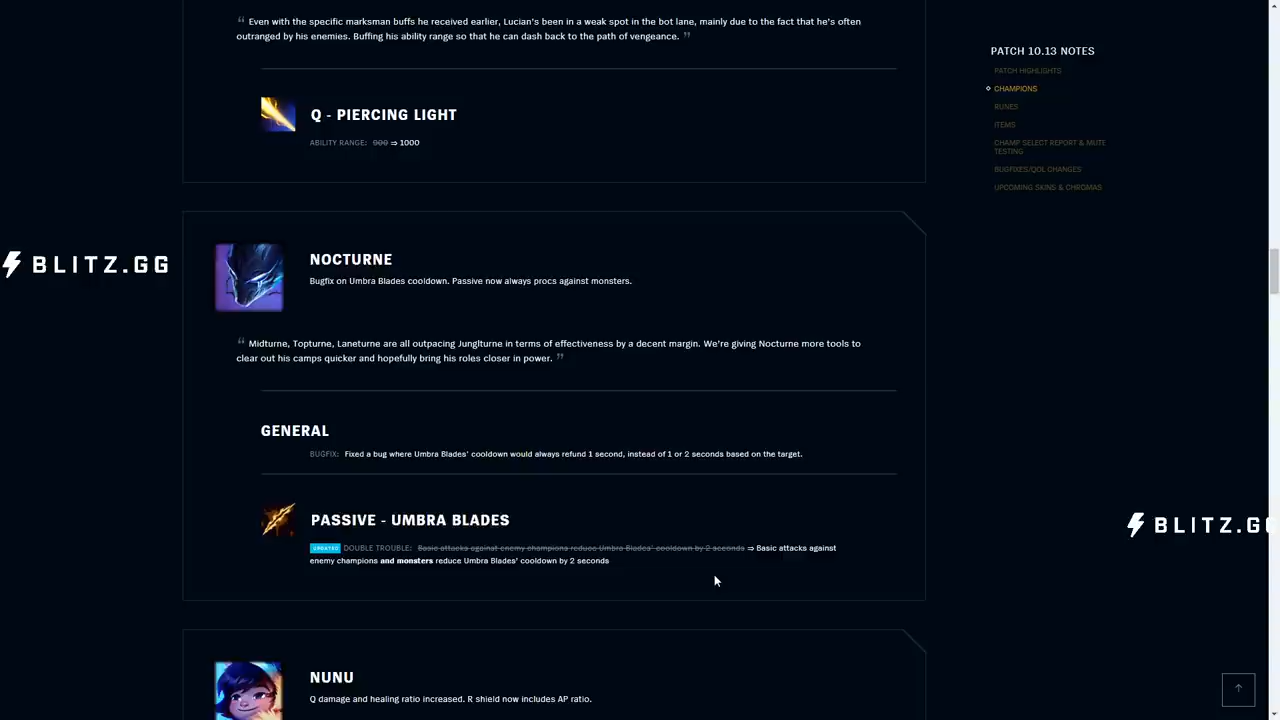 " Even with the specific marksman buffs he received earlier, Lucian's been in a weak spot in the bot lane, mainly due to the fact that he's often
outranged by his enemies. Buffing his ability range so that he can dash back to the path of vengeance. "
Q - PIERCING LIGHT
ABILITY RANGE: 900 ⇒ 1000
PATCH 10.13 NOTES
PATCH HIGHLIGHTS
CHAMPIONS
RUNES
ITEMS
CHAMP SELECT REPORT & MUTE
TESTING
BUGFIXES/QOL CHANGES
UPCOMING SKINS & CHROMAS
BLITZ.GG
NOCTURNE
Bugfix on Umbra Blades cooldown. Passive now always procs against monsters.
" Midturne, Topturne, Laneturne are all outpacing Junglturne in terms of effectiveness by a decent margin. We're giving Nocturne more tools to
clear out his camps quicker and hopefully bring his roles closer in power. "
GENERAL
BUGFIX: Fixed a bug where Umbra Blades' cooldown would always refund 1 second, instead of 1 or 2 seconds based on the target.
PASSIVE - UMBRA BLADES
UPDATED DOUBLE TROUBLE: Basic attacks against enemy champions reduce Umbra Blades' cooldown by 2 seconds ⇒ Basic attacks against
enemy champions and monsters reduce Umbra Blades' cooldown by 2 seconds
BLITZ.GG
NUNU
Q damage and healing ratio increased. R shield now includes AP ratio.